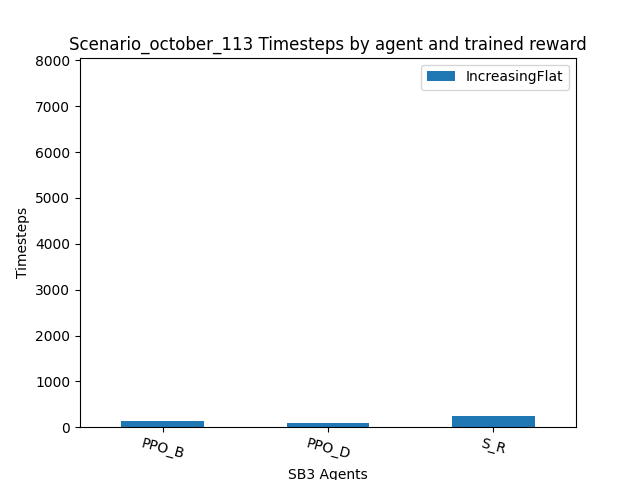 Scenario_october_113 Timesteps by agent and trained reward
IncreasingFlat
8000
7000
6000
5000
4000
3000
2000
1000
0
Timesteps
PPO_B
PPO_D
S_R
SB3 Agents